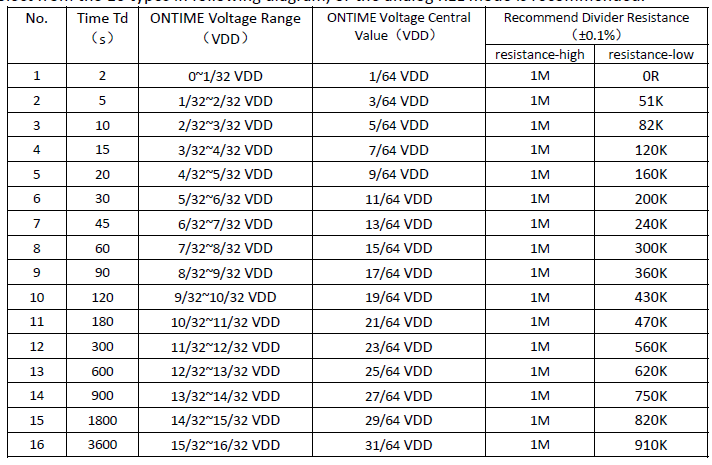 No. Time Td ONTIME Voltage Range ONTIME Voltage Central Recommend Divider Resistance
（s） （VDD） Value（VDD） （±0.1%）
resistance-high resistance-low
1 2 0~1/32 VDD 1/64 VDD 1M 0R
2 5 1/32~2/32 VDD 3/64 VDD 1M 51K
3 10 2/32~3/32 VDD 5/64 VDD 1M 82K
4 15 3/32~4/32 VDD 7/64 VDD 1M 120K
5 20 4/32~5/32 VDD 9/64 VDD 1M 160K
6 30 5/32~6/32 VDD 11/64 VDD 1M 200K
7 45 6/32~7/32 VDD 13/64 VDD 1M 240K
8 60 7/32~8/32 VDD 15/64 VDD 1M 300K
9 90 8/32~9/32 VDD 17/64 VDD 1M 360K
10 120 9/32~10/32 VDD 19/64 VDD 1M 430K
11 180 10/32~11/32 VDD 21/64 VDD 1M 470K
12 300 11/32~12/32 VDD 23/64 VDD 1M 560K
13 600 12/32~13/32 VDD 25/64 VDD 1M 620K
14 900 13/32~14/32 VDD 27/64 VDD 1M 750K
15 1800 14/32~15/32 VDD 29/64 VDD 1M 820K
16 3600 15/32~16/32 VDD 31/64 VDD 1M 910K